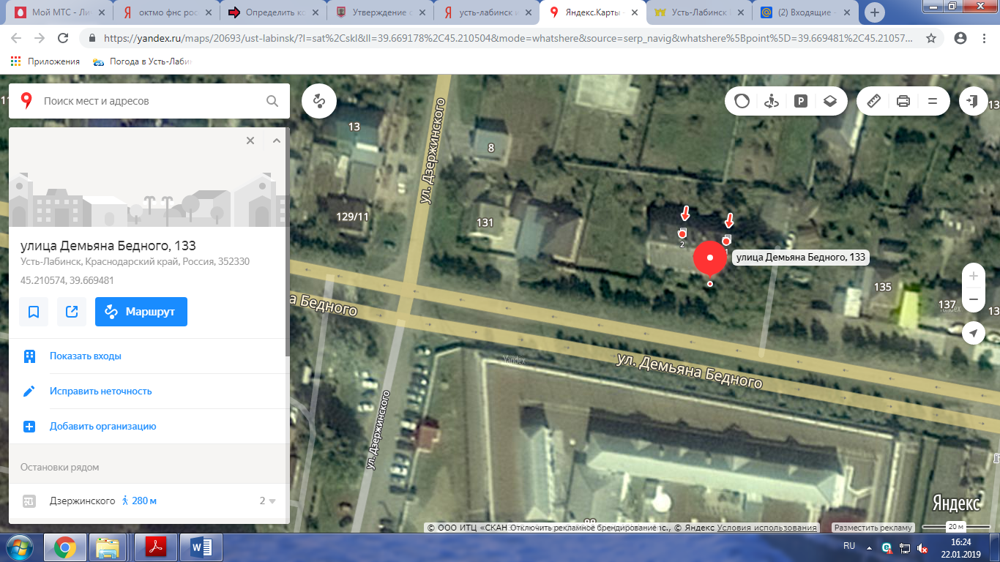 Мой МТС - Ли
октмо фнс рос
Определить ко
Утверждение с
усть-лабинск и
Яндекс.Карты
Усть-Лабинск
(2) Входящие -
https://yandex.ru/maps/20693/ust-labinsk/?l=sat%2Cskl&ll=39.669178%2C45.210504&mode=whatshere&source=serp_navig&whatshere%5Bpoint%5D=39.669481%2C45.21057...
Приложения
Погода в Усть-Лабин
Поиск мест и адресов
улица Демьяна Бедного, 133
Усть-Лабинск, Краснодарский край, Россия, 352330
45.210574, 39.669481
Маршрут
Показать входы
Исправить неточность
Добавить организацию
Остановки рядом
Дзержинского 280 м 2
13
8
ул. Дзержинского
129/11
131
2
1
улица Демьяна Бедного, 133
135
137
13
13
Yandex
а Бедного
Yandex
ул. Демьяна Бедного
ул. Дзержинского
88
Яндекс
© ООО ИТЦ «СКАН Отключить рекламное брендирование с., © Яндекс Условия использования
Разместить рекламу
20 м
RU
16:24
22.01.2019